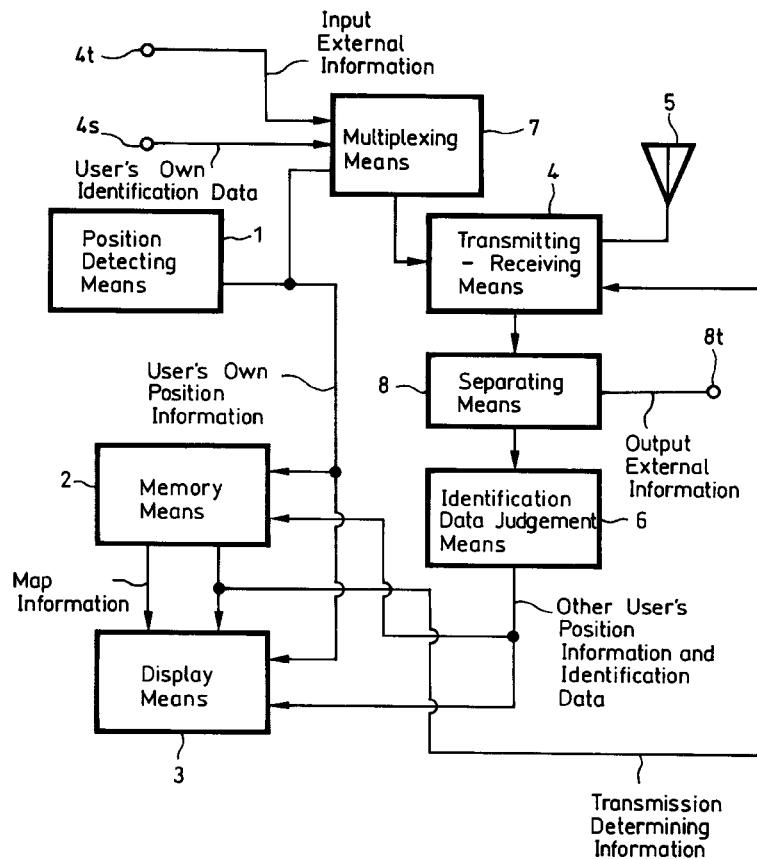 Input
External
Information
4t
4s
User's Own
Identification Data
Multiplexing
Means
7
5
4
Position
Detecting
Means
1
Transmitting
- Receiving
Means
8t
User's Own
Position
Information
8
Separating
Means
Output
External
Information
2
Memory
Means
Identification
Data Judgement
Means
6
Map
Information
Other User's
Position
Information and
Identification
Data
Display
Means
3
Transmission
Determining
Information